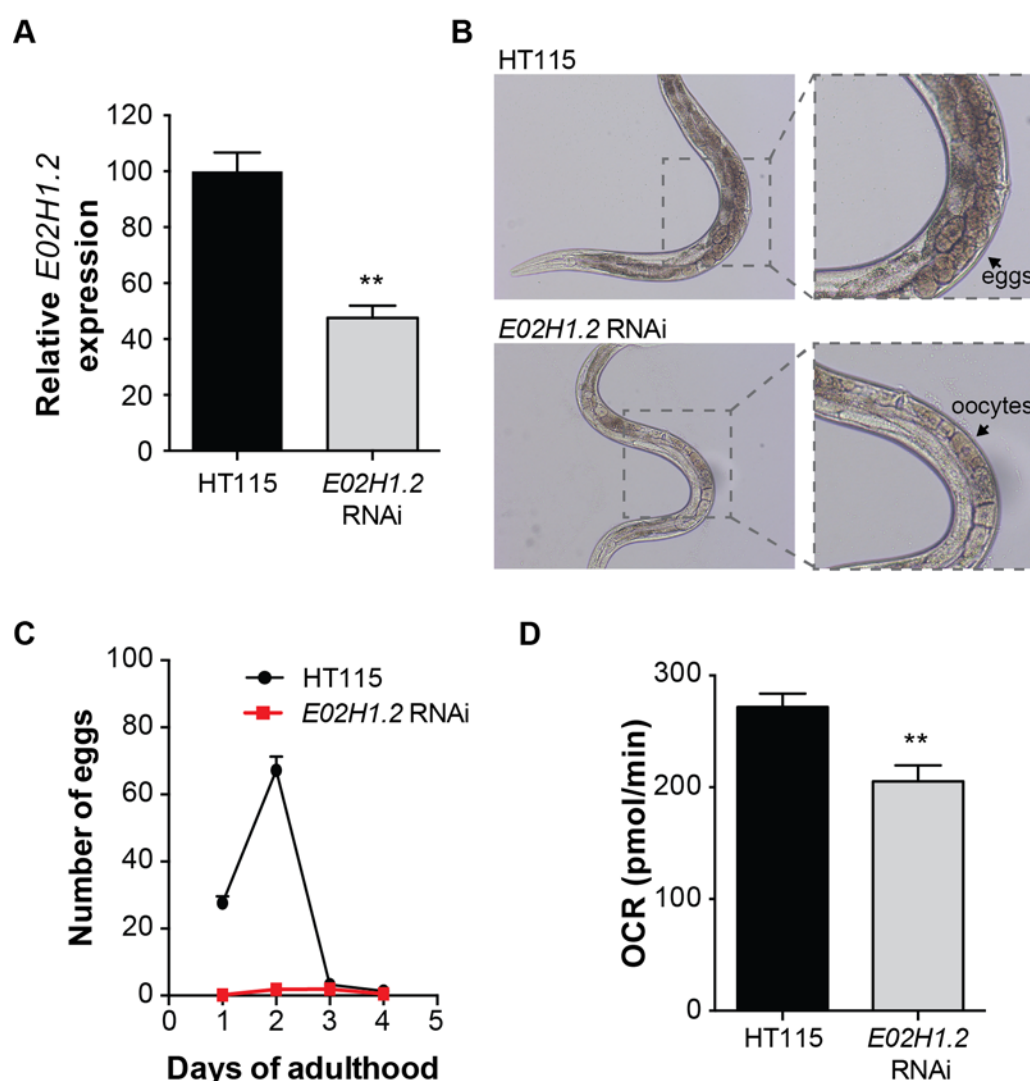 A
Relative E02H1.2
expression
120
100
80
60
40
20
0
**
HT115
E02H1.2
RNAi
B
HT115
eggs
E02H1.2 RNAi
oocytes
C
Number of eggs
100
80
60
40
20
0
HT115
E02H1.2 RNAi
0
1
2
3
4
5
Days of adulthood
D
OCR (pmol/min)
300
200
100
0
**
HT115
E02H1.2
RNAi